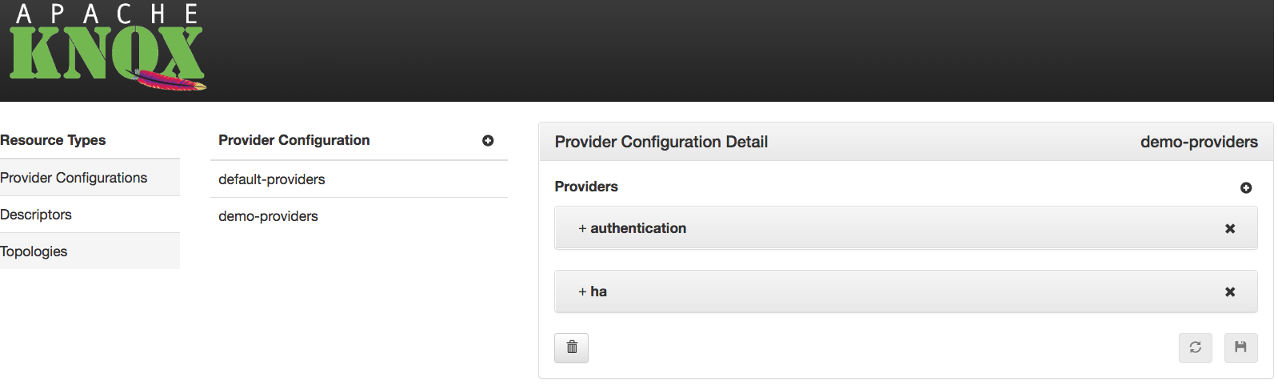 APACHE
KNOX
Resource Types
Provider Configurations
Descriptors
Topologies
Provider Configuration
default-providers
demo-providers
Provider Configuration Detail
demo-providers
Providers
+ authentication
+ ha